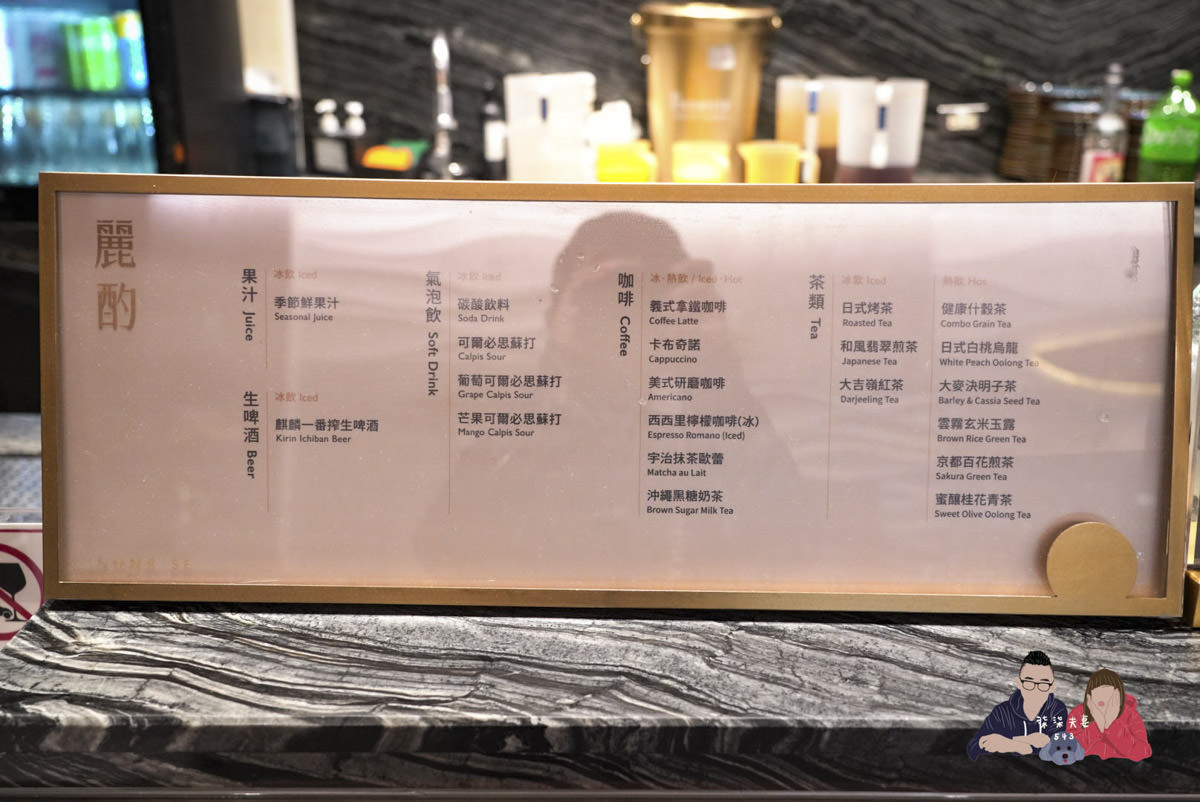 麗酌
果汁 Juice
冰飲 Iced
季節鮮果汁
Seasonal Juice
生啤酒 Beer
冰飲 Iced
麒麟一番搾生啤酒
Kirin Ichiban Beer
氣泡飲 Soft Drink
冰飲 Iced
碳酸飲料
Soda Drink
可爾必思蘇打
Calpis Sour
葡萄可爾必思蘇打
Grape Calpis Sour
芒果可爾必思蘇打
Mango Calpis Sour
咖啡 Coffee
冰・熱飲 / Iced・Hot
義式拿鐵咖啡
Coffee Latte
卡布奇諾
Cappuccino
美式研磨咖啡
Americano
西西里檸檬咖啡(冰)
Espresso Romano (Iced)
宇治抹茶歐蕾
Matcha au Lait
沖繩黑糖奶茶
Brown Sugar Milk Tea
茶類 Tea
冰飲 Iced
日式烤茶
Roasted Tea
和風翡翠煎茶
Japanese Tea
大吉嶺紅茶
Darjeeling Tea
熱飲 Hot
健康什穀茶
Combo Grain Tea
日式白桃烏龍
White Peach Oolong Tea
大麥決明子茶
Barley & Cassia Seed Tea
雲霧玄米玉露
Brown Rice Green Tea
京都百花煎茶
Sakura Green Tea
蜜釀桂花青茶
Sweet Olive Oolong Tea
柒柒夫妻
543